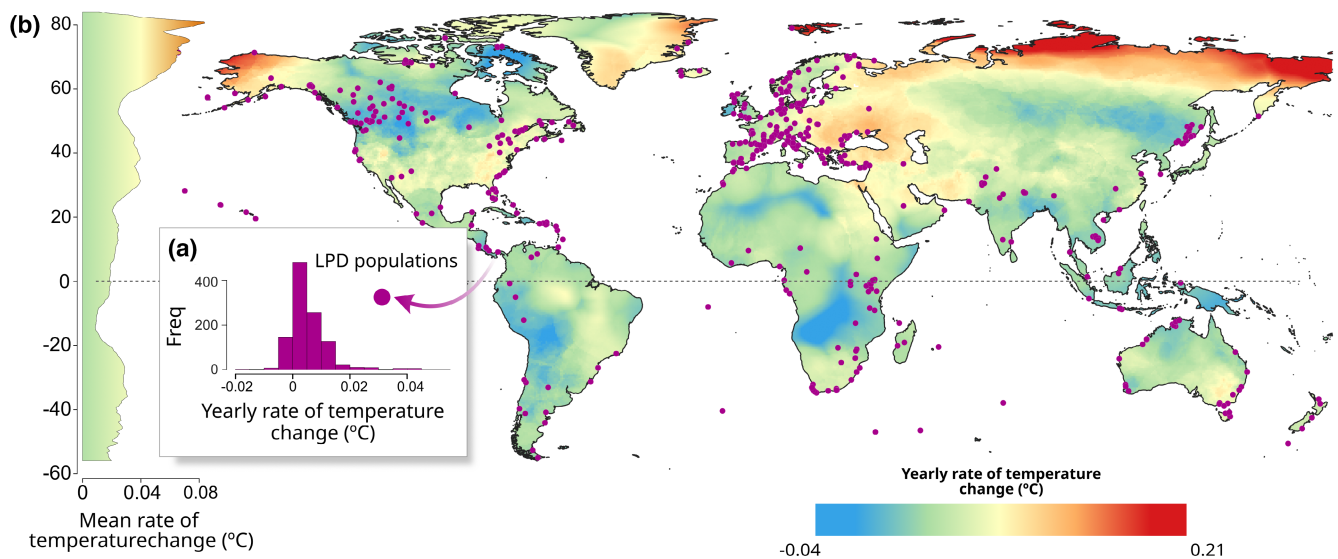 (b)
80
60
40
20
0
-20
-40
-60
0 0.04 0.08
Mean rate of
temperaturechange (ºC)
(a)
LPD populations
Freq
400
200
0
-0.02 0 0.02 0.04
Yearly rate of temperature
change (ºC)
Yearly rate of temperature
change (ºC)
-0.04 0.21